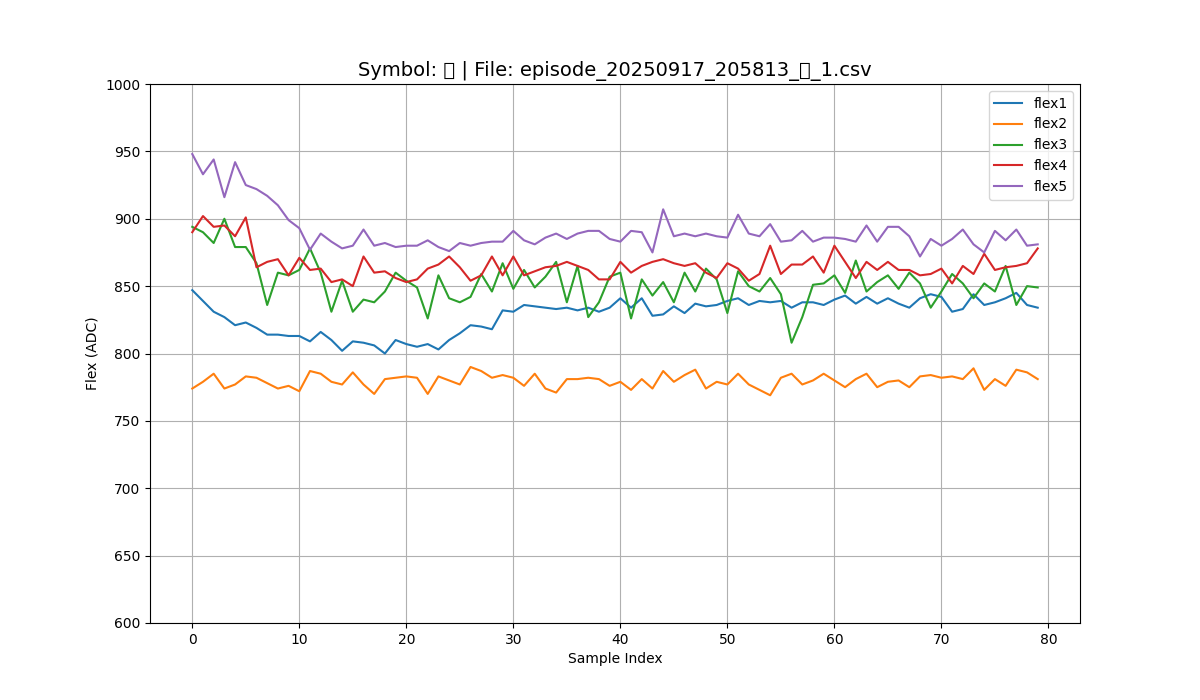 Symbol: | File: episode_20250917_205813_ _1.csv
1000
950
900
850
800
750
700
650
600
Flex (ADC)
0 10 20 30 40 50 60 70 80
Sample Index
flex1
flex2
flex3
flex4
flex5